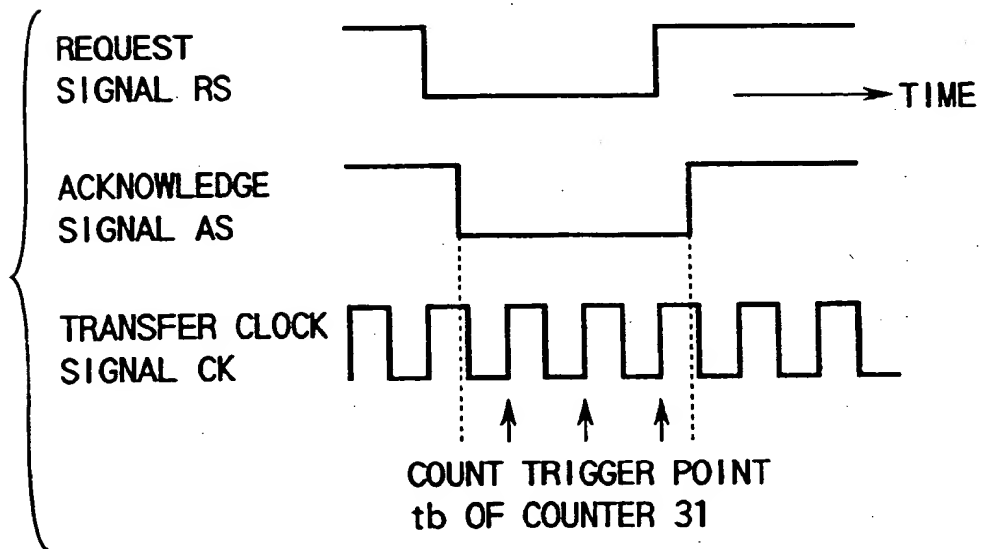 REQUEST
SIGNAL RS
TIME
ACKNOWLEDGE
SIGNAL AS
TRANSFER CLOCK
SIGNAL CK
COUNT TRIGGER POINT
tb OF COUNTER 31